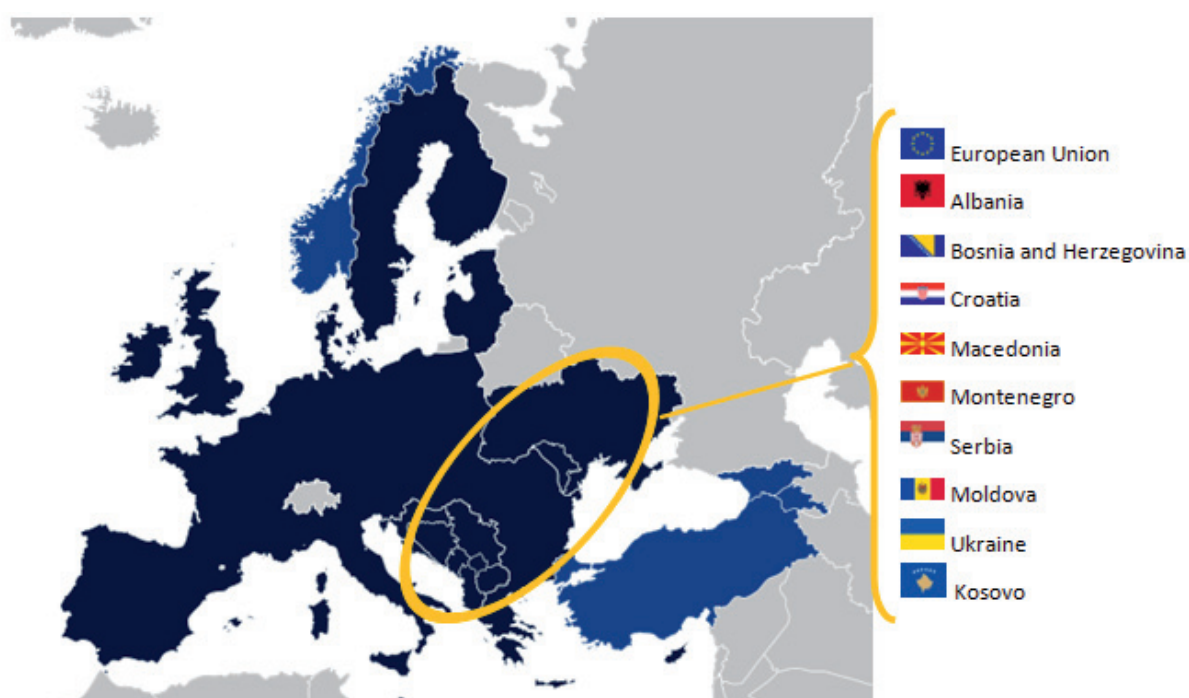 European Union
Albania
Bosnia and Herzegovina
Croatia
Macedonia
Montenegro
Serbia
Moldova
Ukraine
Kosovo